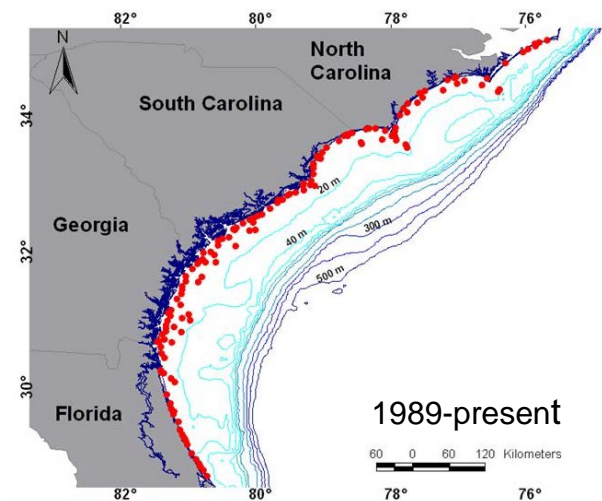 82° 80° 78° 76°
N
North
Carolina
South Carolina
34°
Georgia
20 m
40 m
300 m
500 m
32°
30°
Florida
1989-present
60 0 60 120 Kilometers
82° 80° 78° 76°